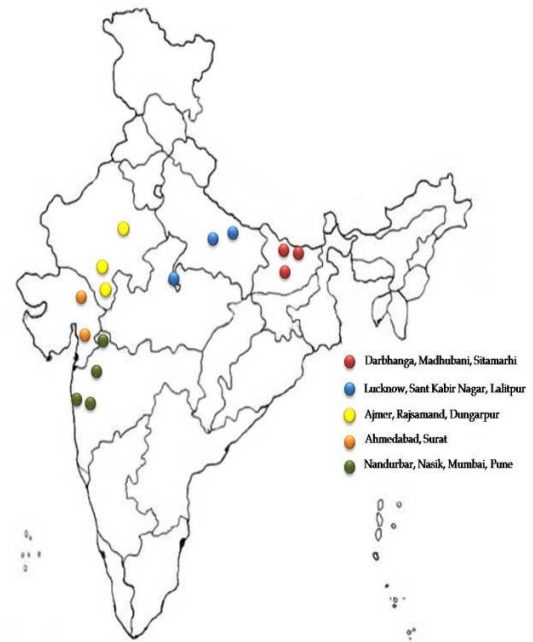 Darbhanga, Madhubani, Sitamarhi
Lucknow, Sant Kabir Nagar, Lalitpur
Ajmer, Rajsamand, Dungarpur
Ahmedabad, Surat
Nandurbar, Nasik, Mumbai, Pune